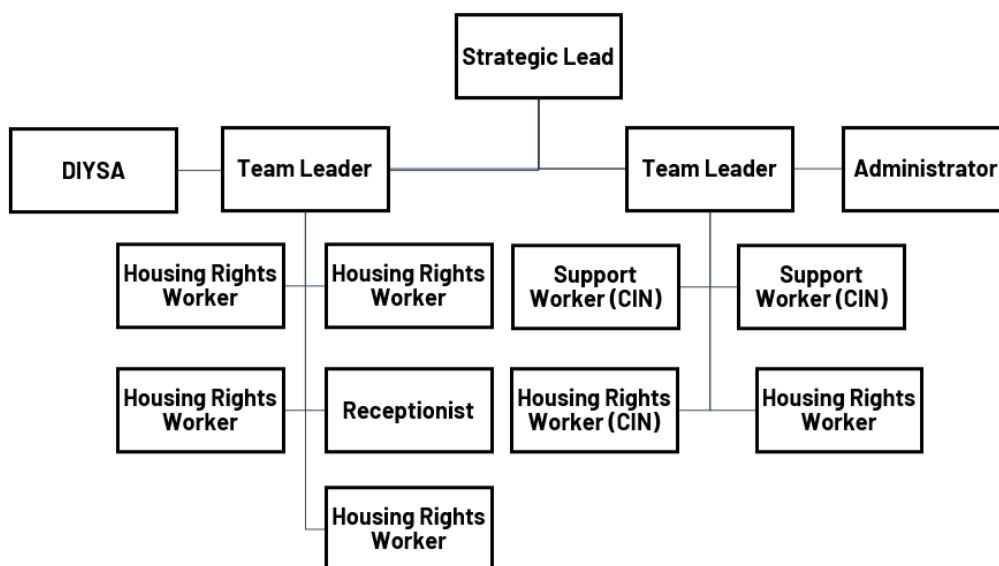 Strategic Lead
DIYSA
Team Leader
Team Leader
Administrator
Housing Rights
Worker
Housing Rights
Worker
Support
Worker (CIN)
Support
Worker (CIN)
Housing Rights
Worker
Receptionist
Housing Rights
Worker (CIN)
Housing Rights
Worker
Housing Rights
Worker